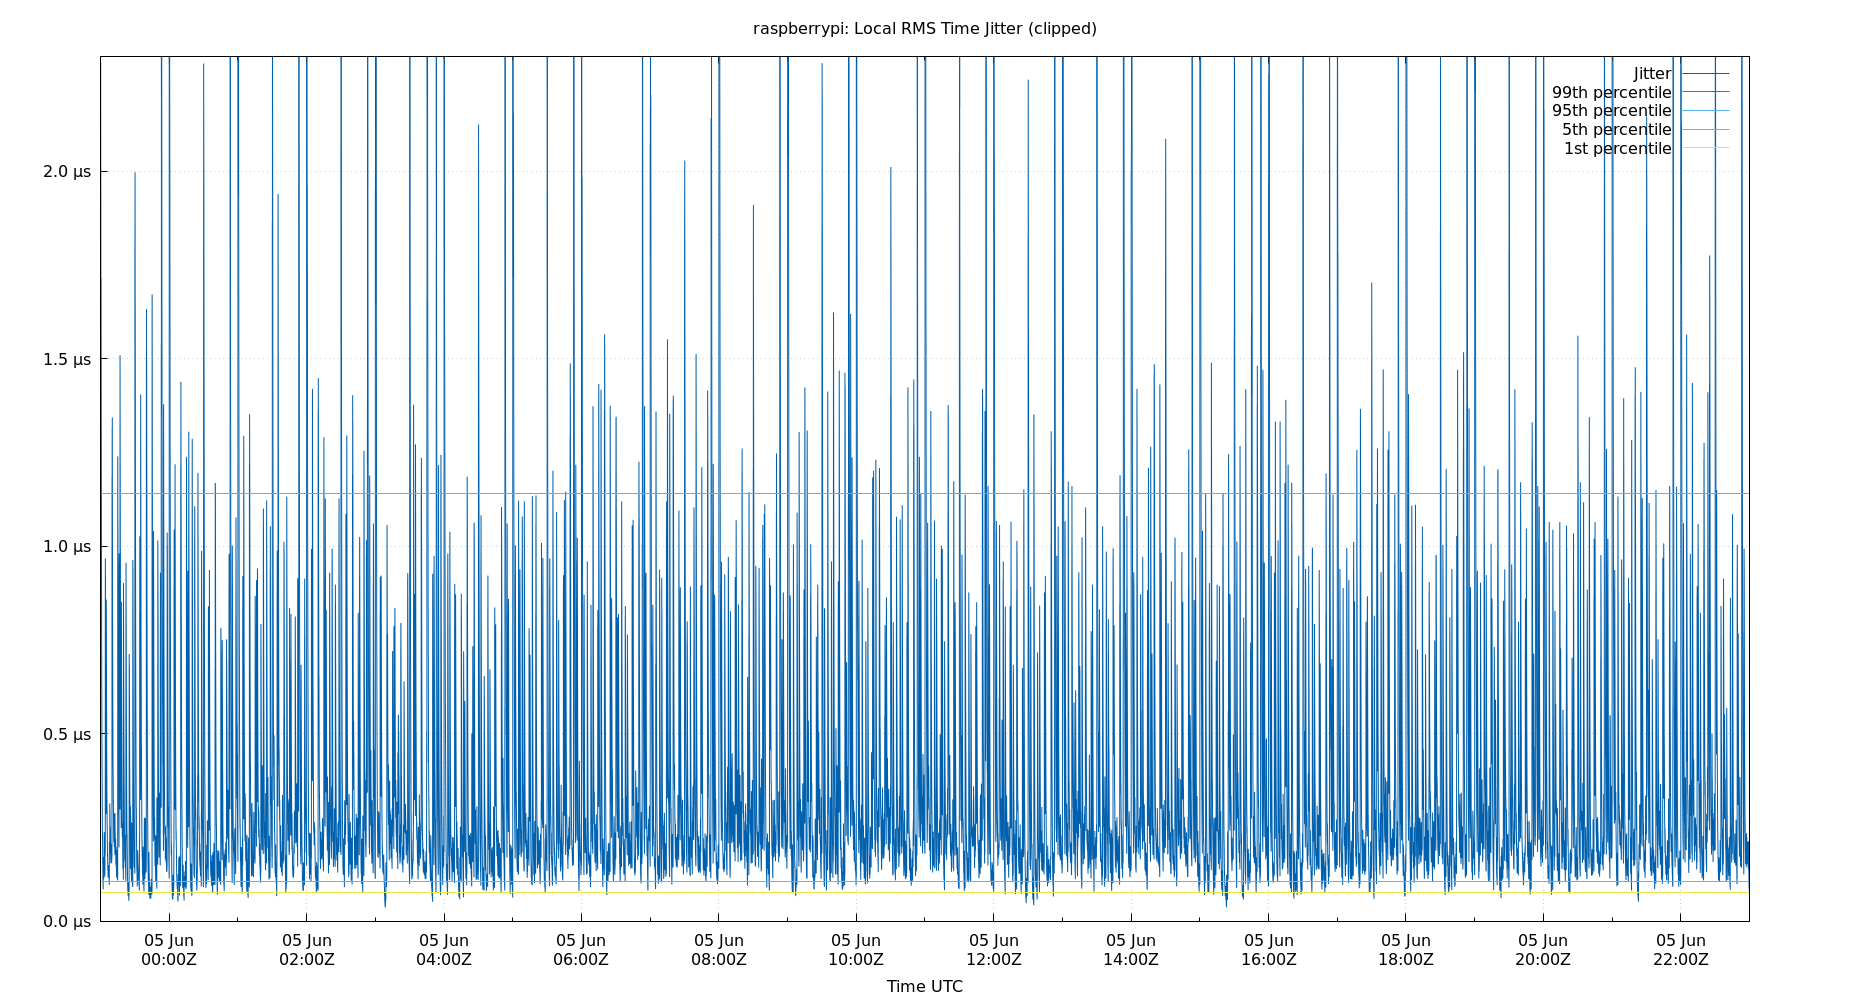 raspberrypi: Local RMS Time Jitter (clipped)
Jitter
99th percentile
95th percentile
5th percentile
1st percentile
2.0 µs
1.5 µs
1.0 µs
0.5 µs
0.0 µs
05 Jun 05 Jun 05 Jun 05 Jun 05 Jun 05 Jun 05 Jun 05 Jun 05 Jun 05 Jun 05 Jun 05 Jun
00:00Z 02:00Z 04:00Z 06:00Z 08:00Z 10:00Z 12:00Z 14:00Z 16:00Z 18:00Z 20:00Z 22:00Z
Time UTC